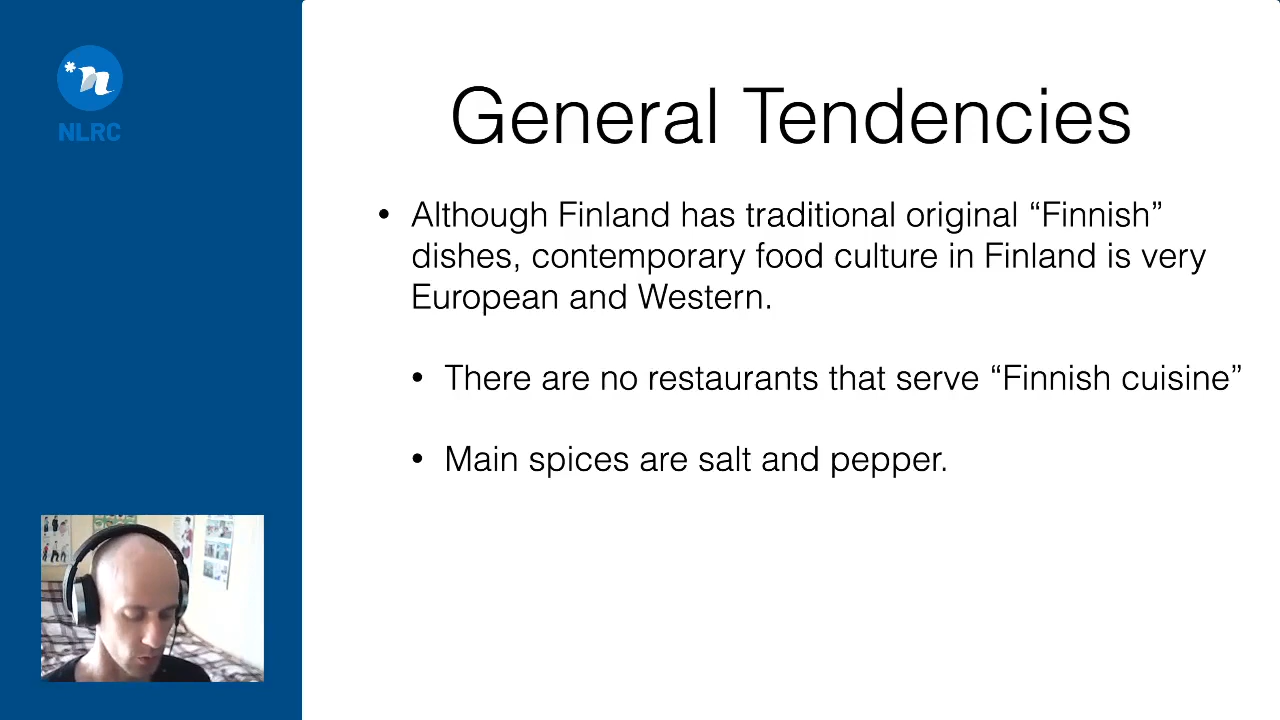 NLRC
General Tendencies
• Although Finland has traditional original “Finnish”
dishes, contemporary food culture in Finland is very
European and Western.
• There are no restaurants that serve “Finnish cuisine”
• Main spices are salt and pepper.